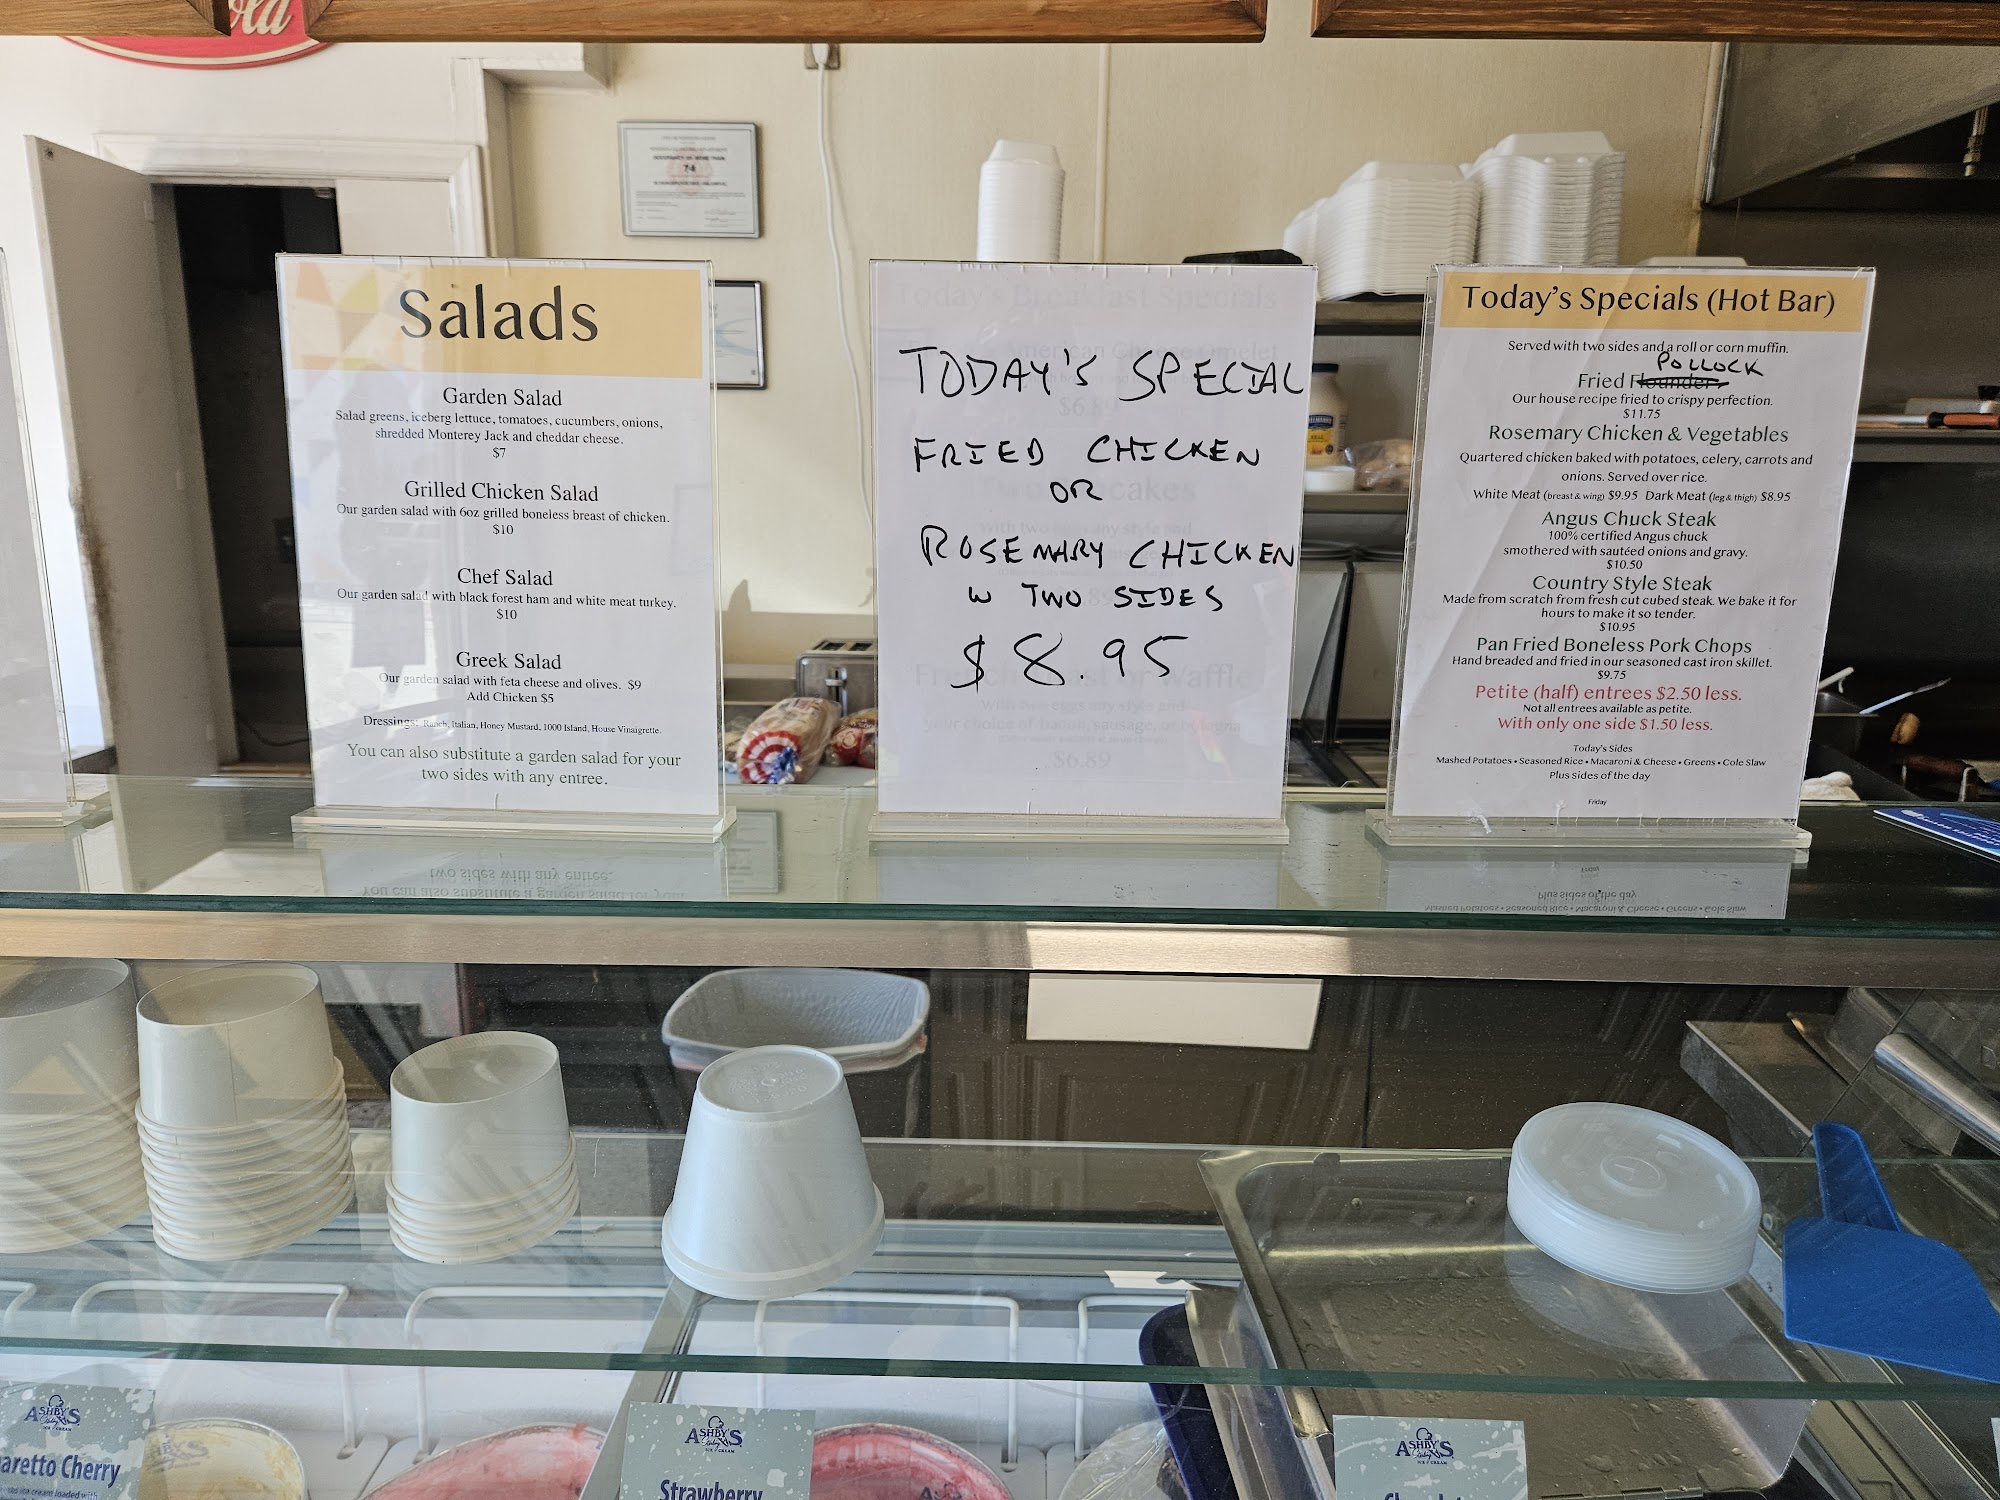 Salads
Garden Salad
Salad greens, iceberg lettuce, tomatoes, cucumbers, onions,
shredded Monterey Jack and cheddar cheese.
$7
Grilled Chicken Salad
Our garden salad with 6oz grilled boneless breast of chicken.
$10
Chef Salad
Our garden salad with black forest ham and white meat turkey.
$10
Greek Salad
Our garden salad with feta cheese and olives. $9
Add Chicken $5
Dressings: Ranch, Italian, Honey Mustard, 1000 Island, House Vinaigrette.
You can also substitute a garden salad for your
two sides with any entree.
TODAY'S SPECIAL
FRIED CHICKEN
OR
ROSEMARY CHICKEN
W TWO SIDES
$8.95
Today's Breakfast Specials
$6.89
Today's Specials (Hot Bar)
Served with two sides and a roll or corn muffin.
POLLOCK
Fried Flounder
Our house recipe fried to crispy perfection.
$11.75
Rosemary Chicken & Vegetables
Quartered chicken baked with potatoes, celery, carrots and
onions. Served over rice.
White Meat (breast & wing) $9.95 Dark Meat (leg & thigh) $8.95
Angus Chuck Steak
100% certified Angus chuck
smothered with sautéed onions and gravy.
$10.50
Country Style Steak
Made from scratch from fresh cut cubed steak. We bake it for
hours to make it so tender.
$10.95
Pan Fried Boneless Pork Chops
Hand breaded and fried in our seasoned cast iron skillet.
$9.75
Petite (half) entrees $2.50 less.
Not all entrees available as petite.
With only one side $1.50 less.
Today's Sides
Mashed Potatoes • Seasoned Rice • Macaroni & Cheese • Greens • Cole Slaw
Plus sides of the day
Friday
ASHBY'S
ICE CREAM
Cherry
ASHBY'S
ICE CREAM
Strawberry
ASHBY'S
ICE CREAM